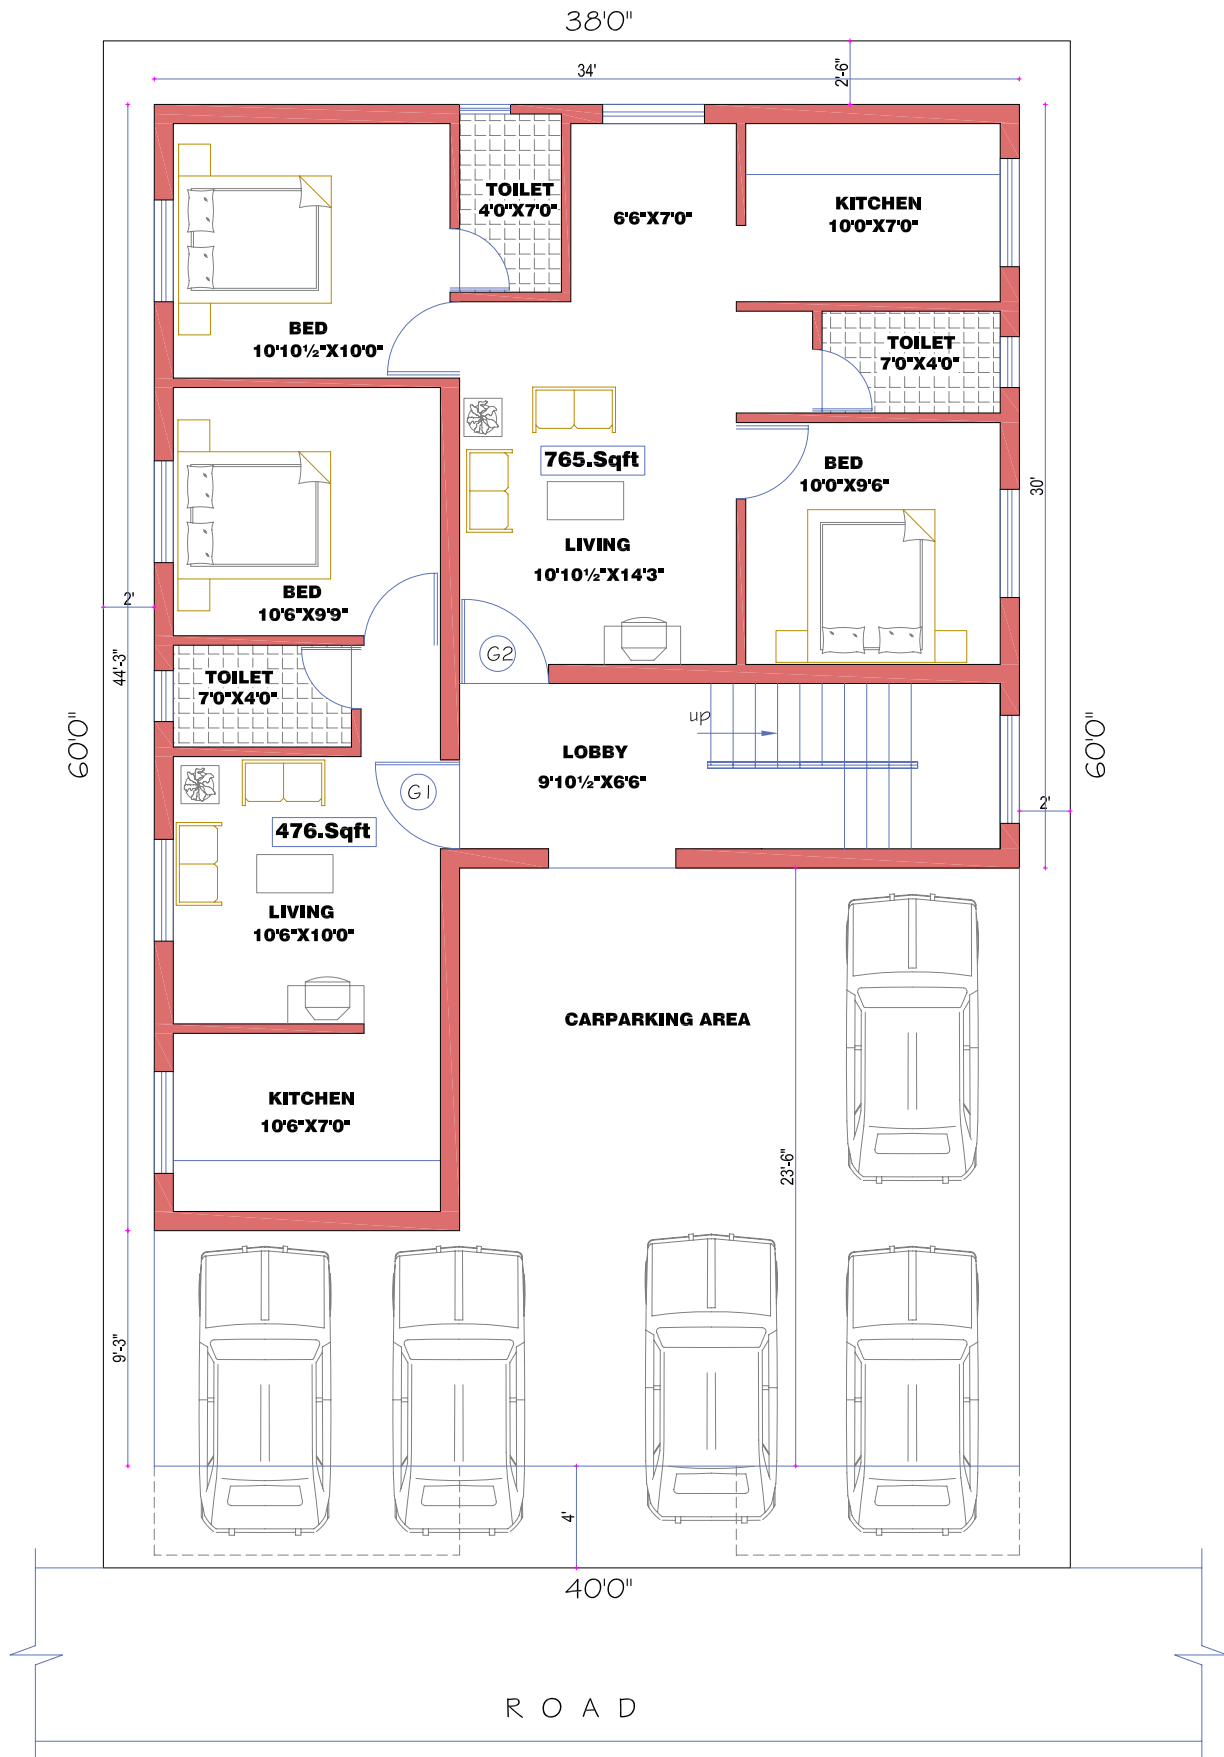 38'0"
34'
2'-6"
TOILET
4'0"X7'0"
6'6"X7'0"
KITCHEN
10'0"X7'0"
BED
10'10½"X10'0"
TOILET
7'0"X4'0"
765.Sqft
BED
10'0"X9'6"
30'
LIVING
10'10½"X14'3"
BED
10'6"X9'9"
2'
44'-3"
G2
TOILET
7'0"X4'0"
up
60'0"
LOBBY
9'10½"X6'6"
60'0"
G1
2'
476.Sqft
LIVING
10'6"X10'0"
CARPARKING AREA
KITCHEN
10'6"X7'0"
23'-6"
9'-3"
4'
40'0"
ROAD